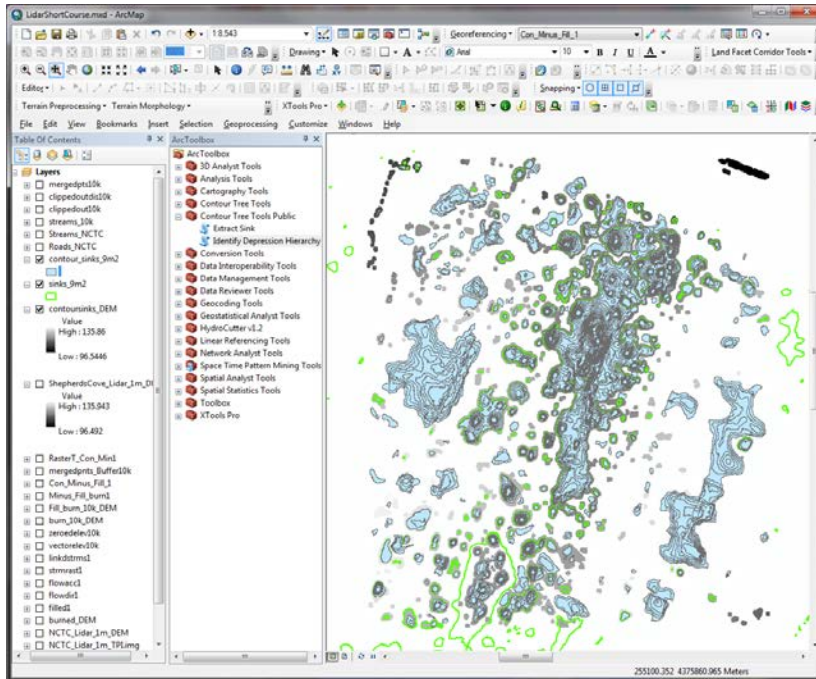 LidarShortCourse.mxd - ArcMap
1:8,543
Georeferencing
Con_Minus_Fill_1
Drawing
Arial
10
B I U A
Land Facet Corridor Tools
Editor
Snapping
Terrain Preprocessing
Terrain Morphology
XTools Pro
File Edit View Bookmarks Insert Selection Geoprocessing Customize Windows Help
Table Of Contents
Layers
mergedpts10k
clippedoutdis10k
clippedout10k
streams_10k
Streams_NCTC
Roads_NCTC
contour_sinks_9m2
sinks_9m2
contoursinks_DEM
Value
High : 135.86
Low : 96.5446
ShepherdsCove_Lidar_1m_DE
Value
High : 135.943
Low : 96.492
RasterT_Con_Min1
mergedpnts_Buffer10k
Con_Minus_Fill_1
Minus_Fill_burn1
Fill_burn_10k_DEM
burn_10k_DEM
zeroedelev10k
vectorelev10k
linkdstrms1
strmrast1
flowacc1
flowdir1
filled1
burned_DEM
NCTC_Lidar_1m_DEM
NCTC_Lidar_1m_TPI.img
ArcToolbox
ArcToolbox
3D Analyst Tools
Analysis Tools
Cartography Tools
Contour Tree Tools
Contour Tree Tools Public
Extract Sink
Identify Depression Hierarchy
Conversion Tools
Data Interoperability Tools
Data Management Tools
Data Reviewer Tools
Geocoding Tools
Geostatistical Analyst Tools
HydroCutter v1.2
Linear Referencing Tools
Network Analyst Tools
Space Time Pattern Mining Tools
Spatial Analyst Tools
Spatial Statistics Tools
Toolbox
XTools Pro
255100.352 4375860.965 Meters